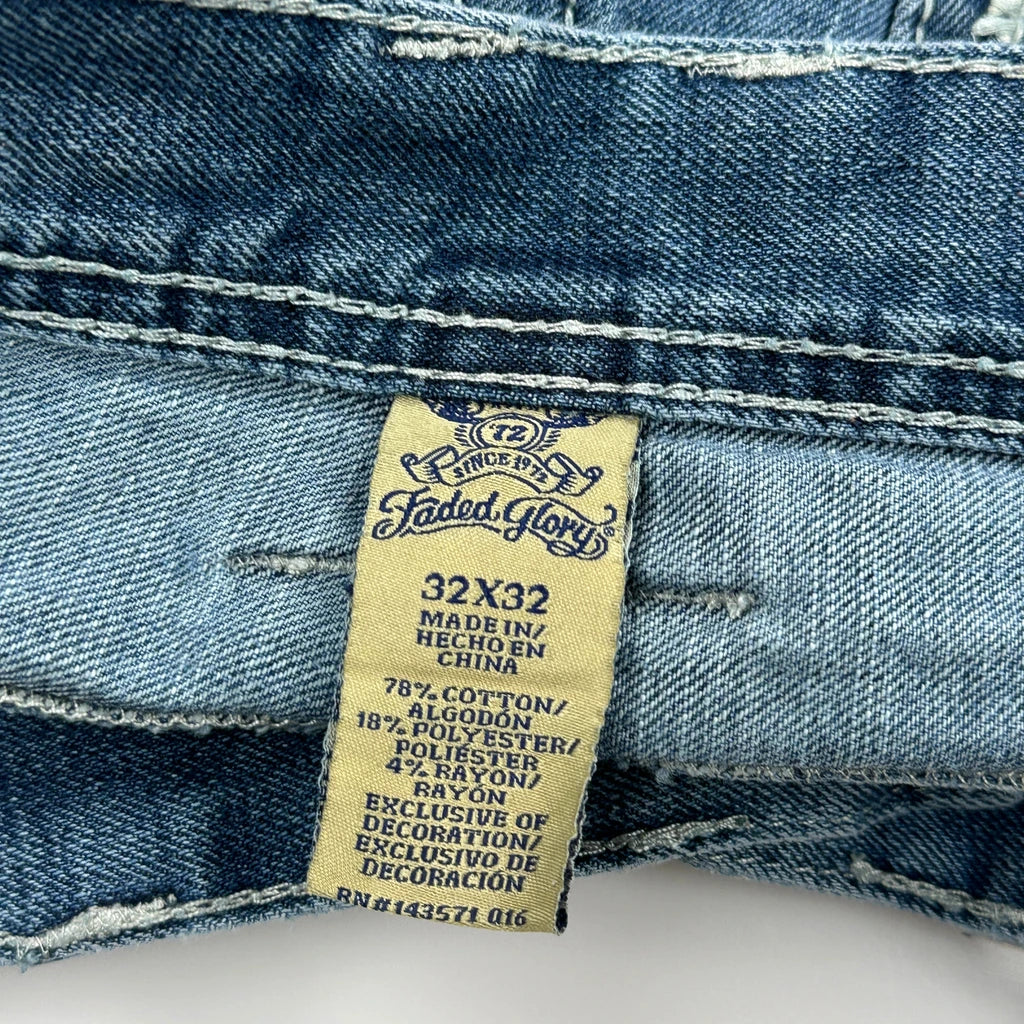 '72
SINCE 1972
Faded Glory®
32X32
MADE IN/
HECHO EN
CHINA
78% COTTON/
ALGODÓN
18% POLYESTER/
POLIÉSTER
4% RAYON/
RAYÓN
EXCLUSIVE OF
DECORATION/
EXCLUSIVO DE
DECORACIÓN
RN#143571 016